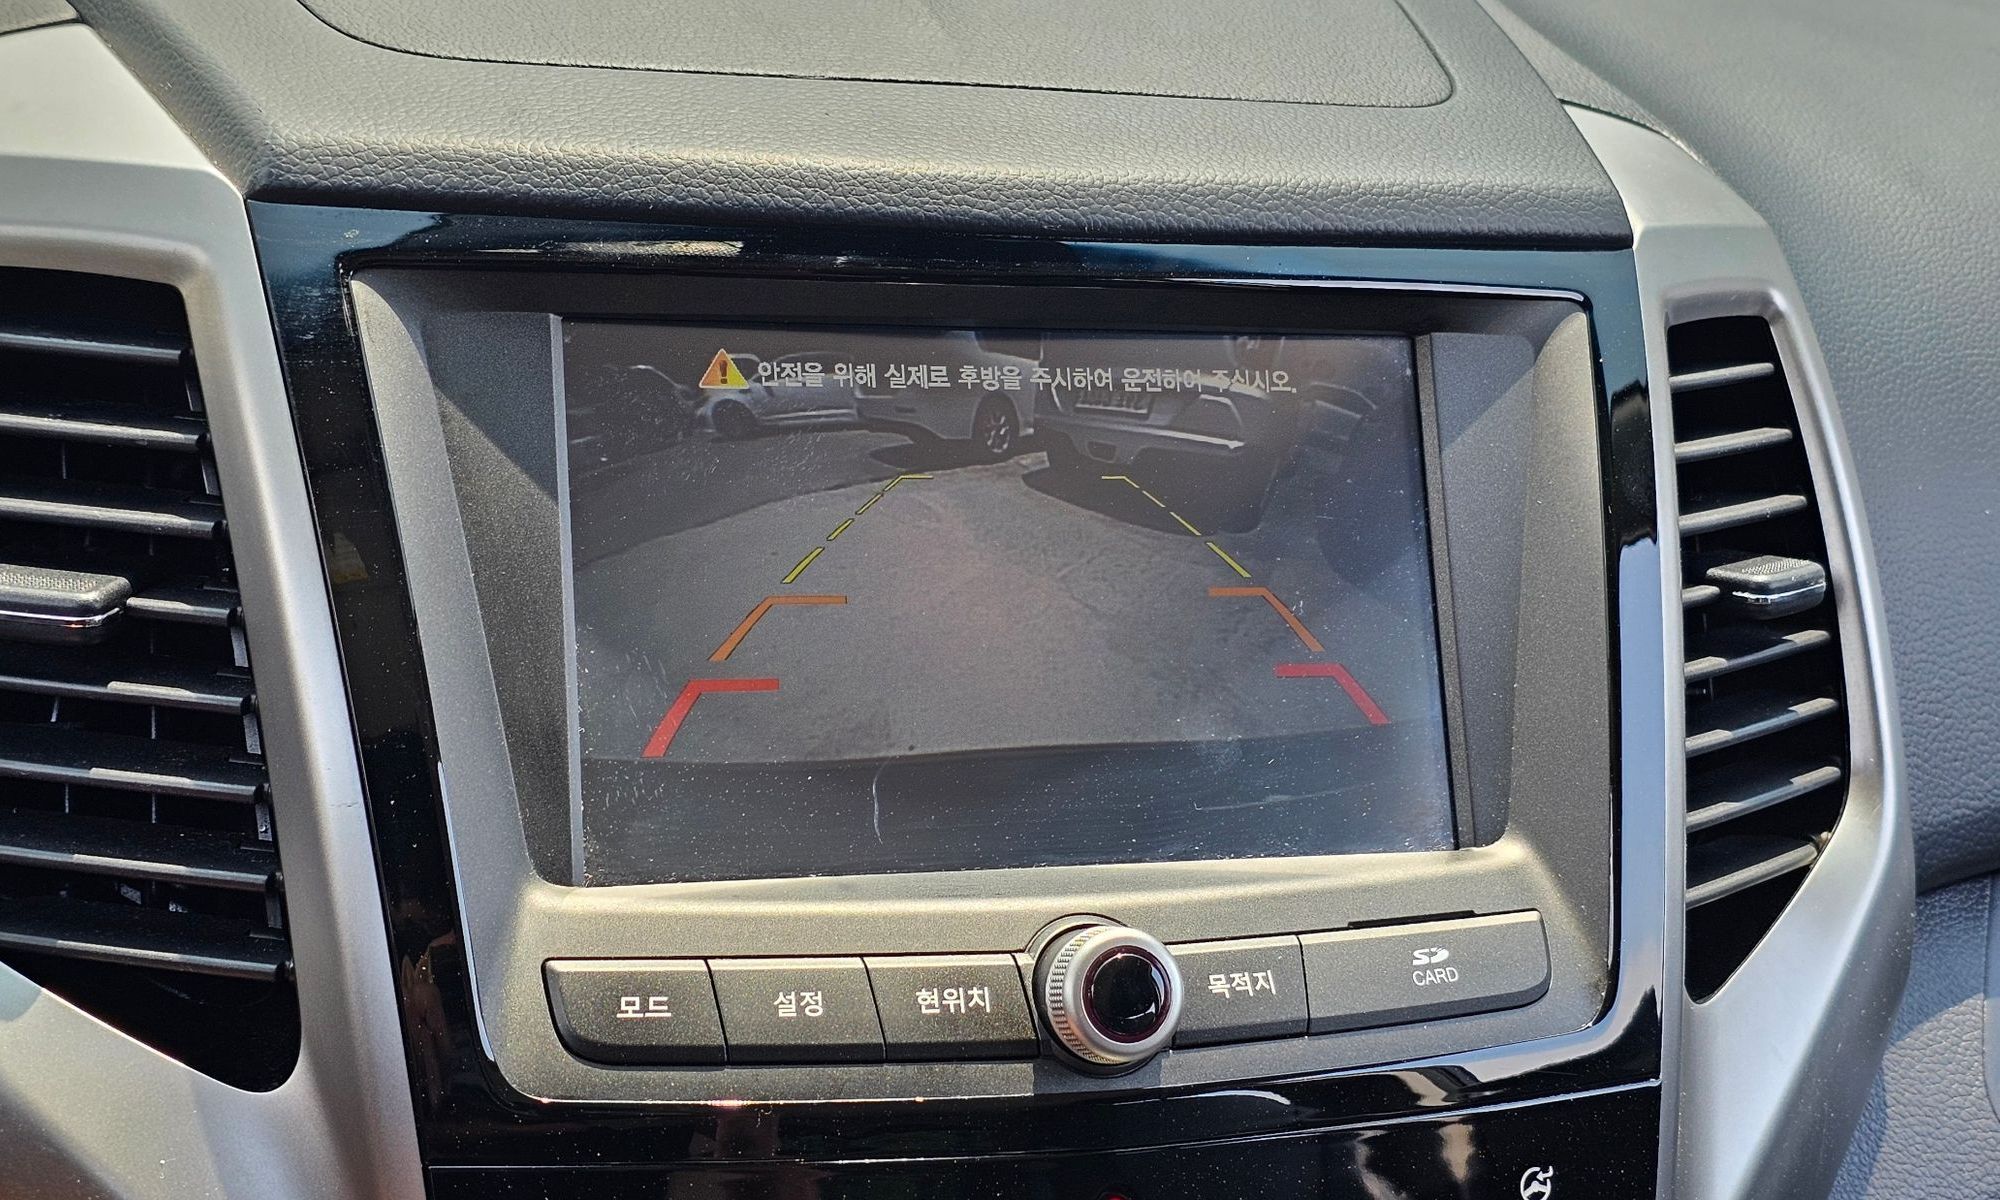 안전을 위해 실제로 후방을 주시하여 운전하여 주십시오.
모드
설정
현위치
목적지
SD
CARD